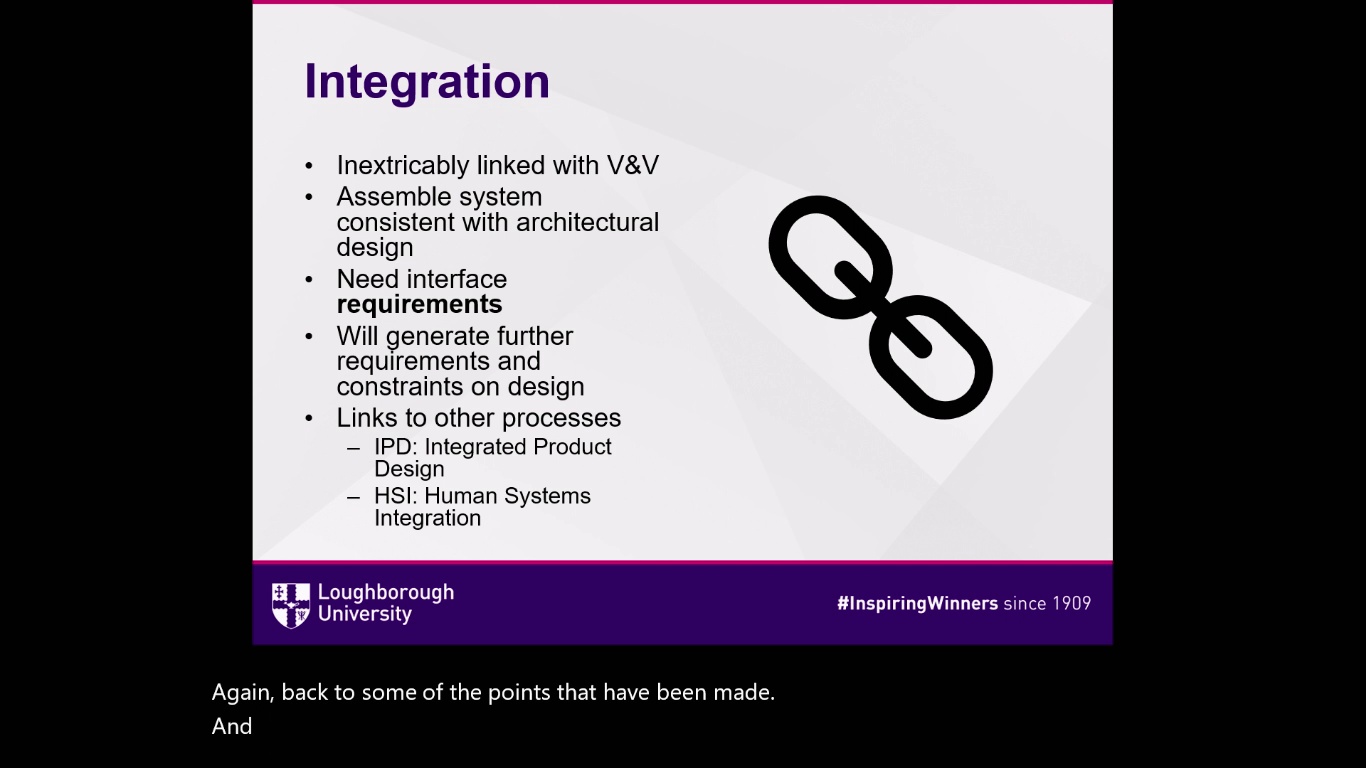 Integration
• Inextricably linked with V&V
• Assemble system
consistent with architectural
design
• Need interface
requirements
• Will generate further
requirements and
constraints on design
• Links to other processes
– IPD: Integrated Product
Design
– HSI: Human Systems
Integration
Loughborough
University
#InspiringWinners since 1909
Again, back to some of the points that have been made.
And